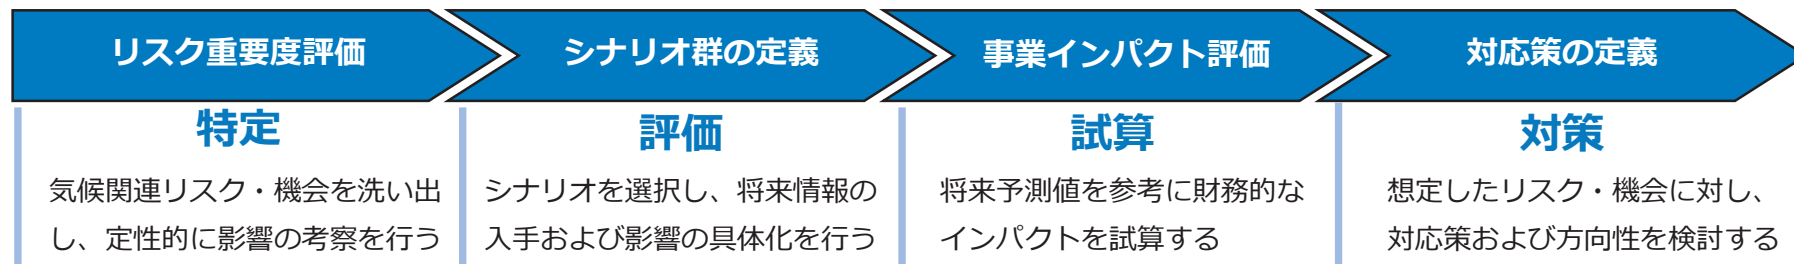 リスク重要度評価
シナリオ群の定義
事業インパクト評価
対応策の定義
特定
評価
試算
対策
気候関連リスク・機会を洗い出
し、定性的に影響の考察を行う
シナリオを選択し、将来情報の
入手および影響の具体化を行う
将来予測値を参考に財務的な
インパクトを試算する
想定したリスク・機会に対し、
対応策および方向性を検討する